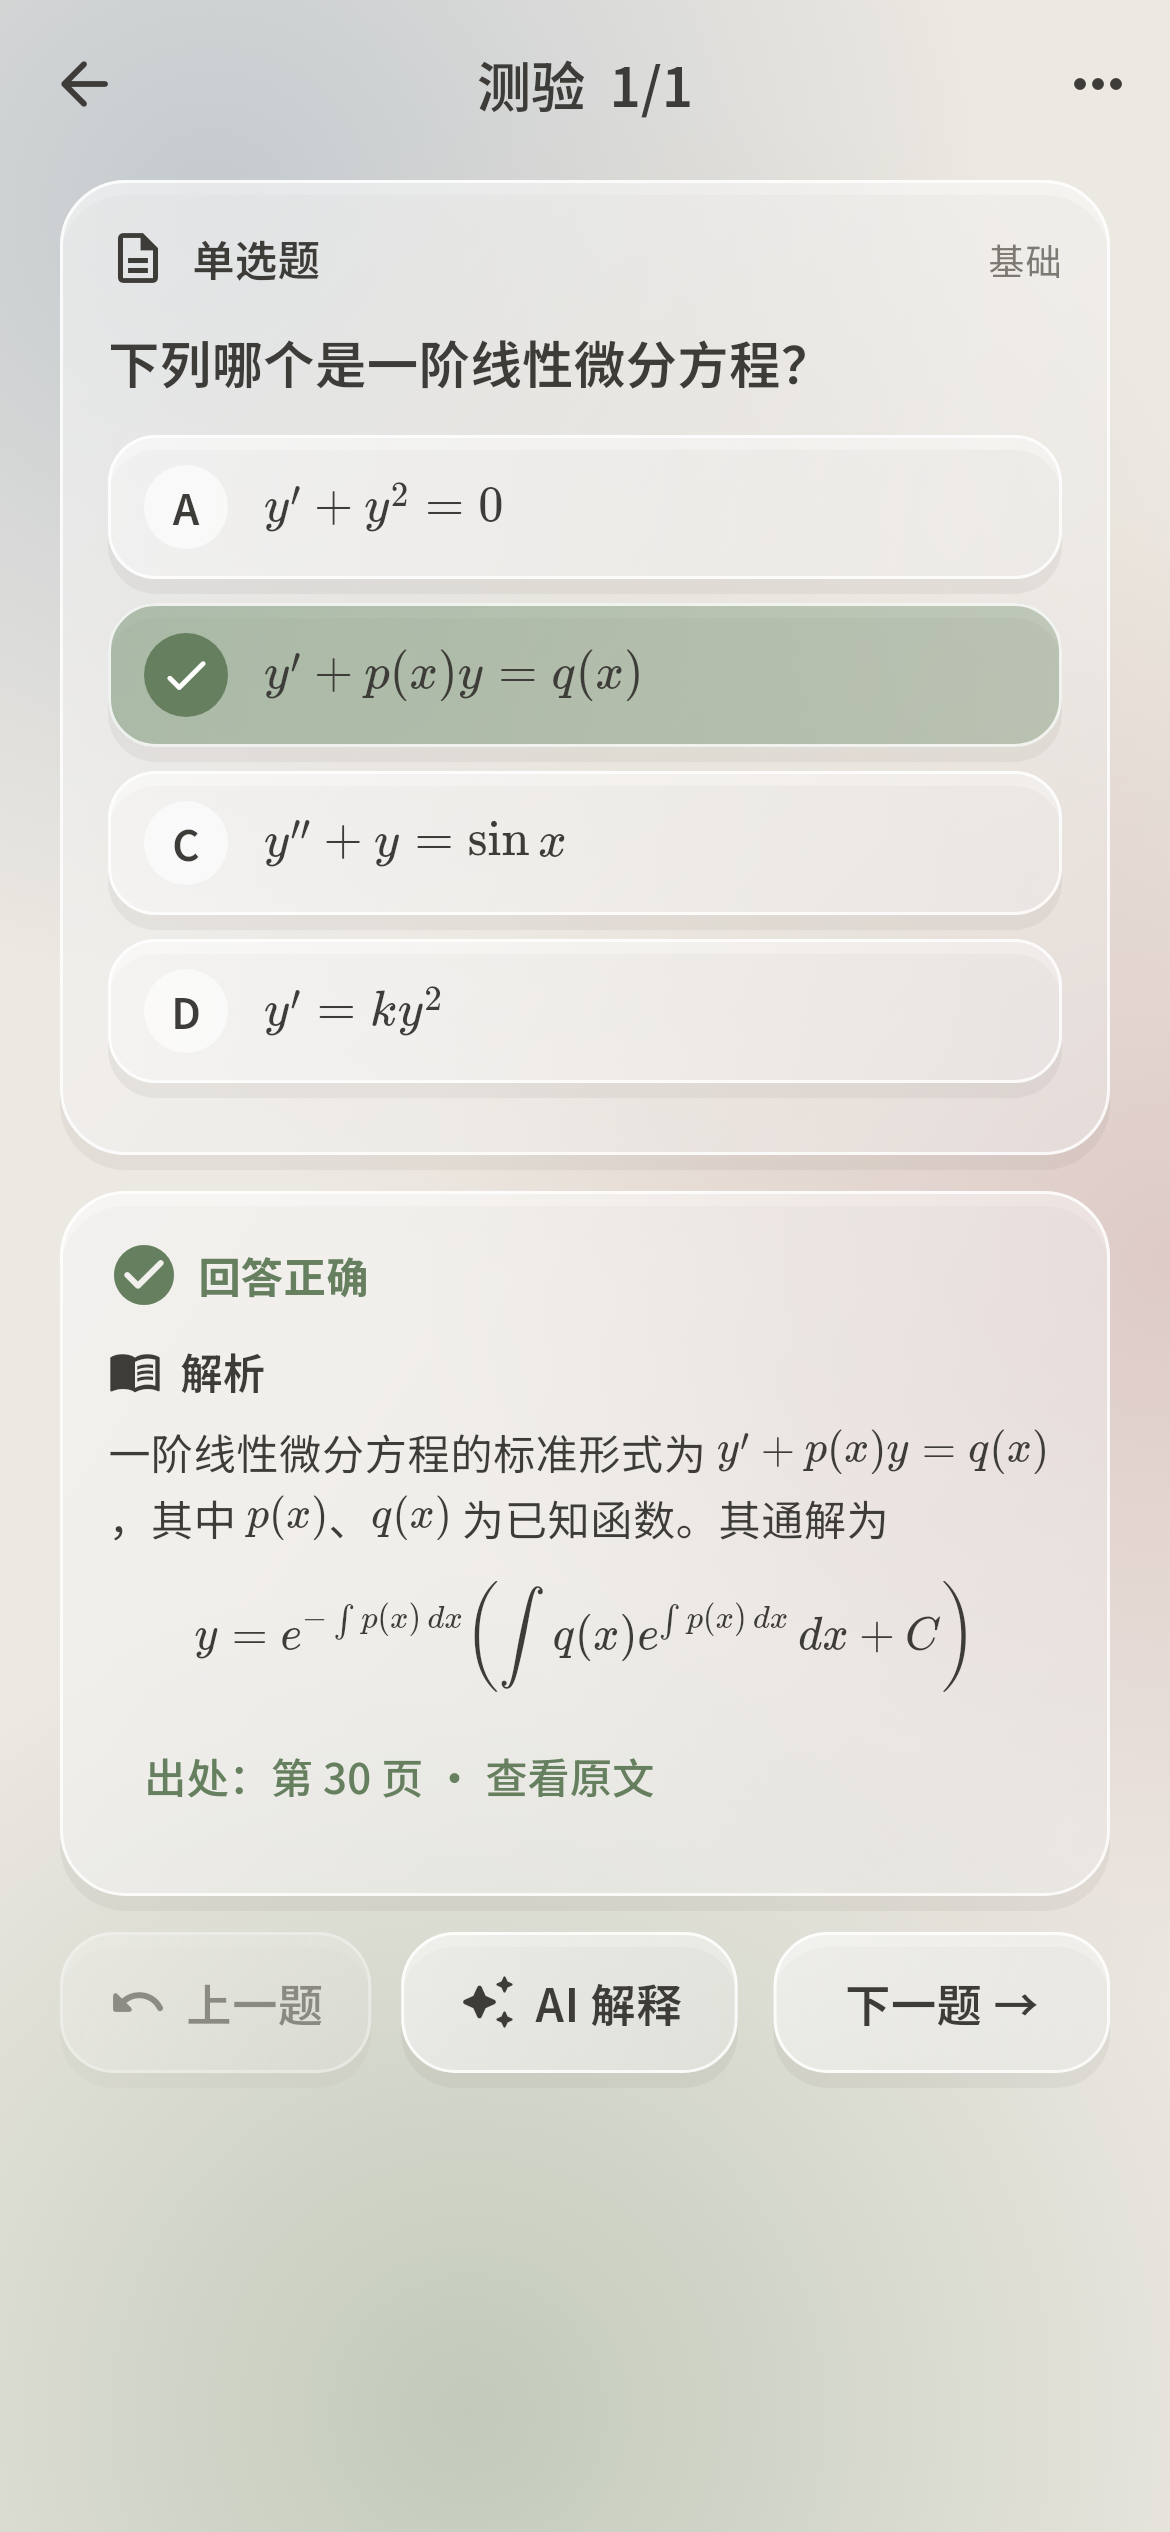 测验 1/1
单选题
基础
下列哪个是一阶线性微分方程?
A y′ + y² = 0
y′ + p(x)y = q(x)
C y″ + y = sin x
D y′ = ky²
回答正确
解析
一阶线性微分方程的标准形式为 y′ + p(x)y = q(x)
，其中 p(x)、q(x) 为已知函数。其通解为
y = e^{−∫ p(x) dx} (∫ q(x)e^{∫ p(x) dx} dx + C)
出处：第 30 页 · 查看原文
上一题
AI 解释
下一题 →